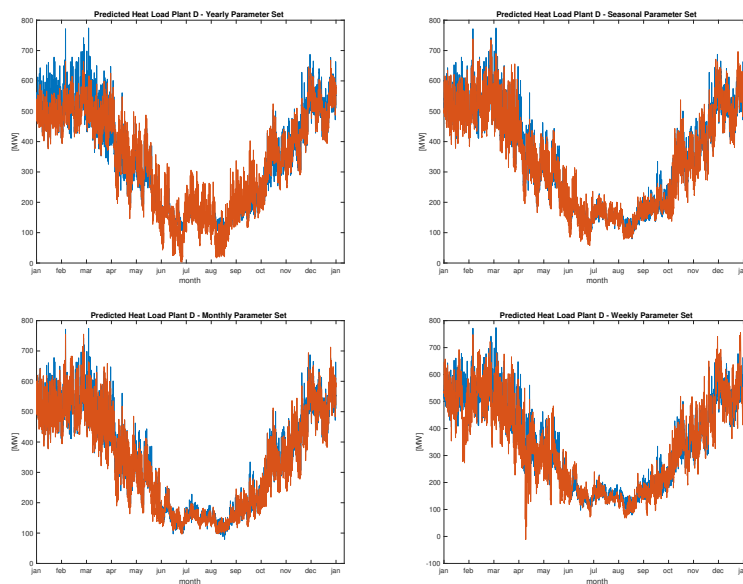 Predicted Heat Load Plant D - Yearly Parameter Set
800
700
600
500
400
300
200
100
0
[MW]
jan feb mar apr may jun jul aug sep oct nov dec jan
month
Predicted Heat Load Plant D - Seasonal Parameter Set
800
700
600
500
400
300
200
100
0
[MW]
jan feb mar apr may jun jul aug sep oct nov dec jan
month
Predicted Heat Load Plant D - Monthly Parameter Set
800
700
600
500
400
300
200
100
0
[MW]
jan feb mar apr may jun jul aug sep oct nov dec jan
month
Predicted Heat Load Plant D - Weekly Parameter Set
800
700
600
500
400
300
200
100
0
-100
[MW]
jan feb mar apr may jun jul aug sep oct nov dec jan
month